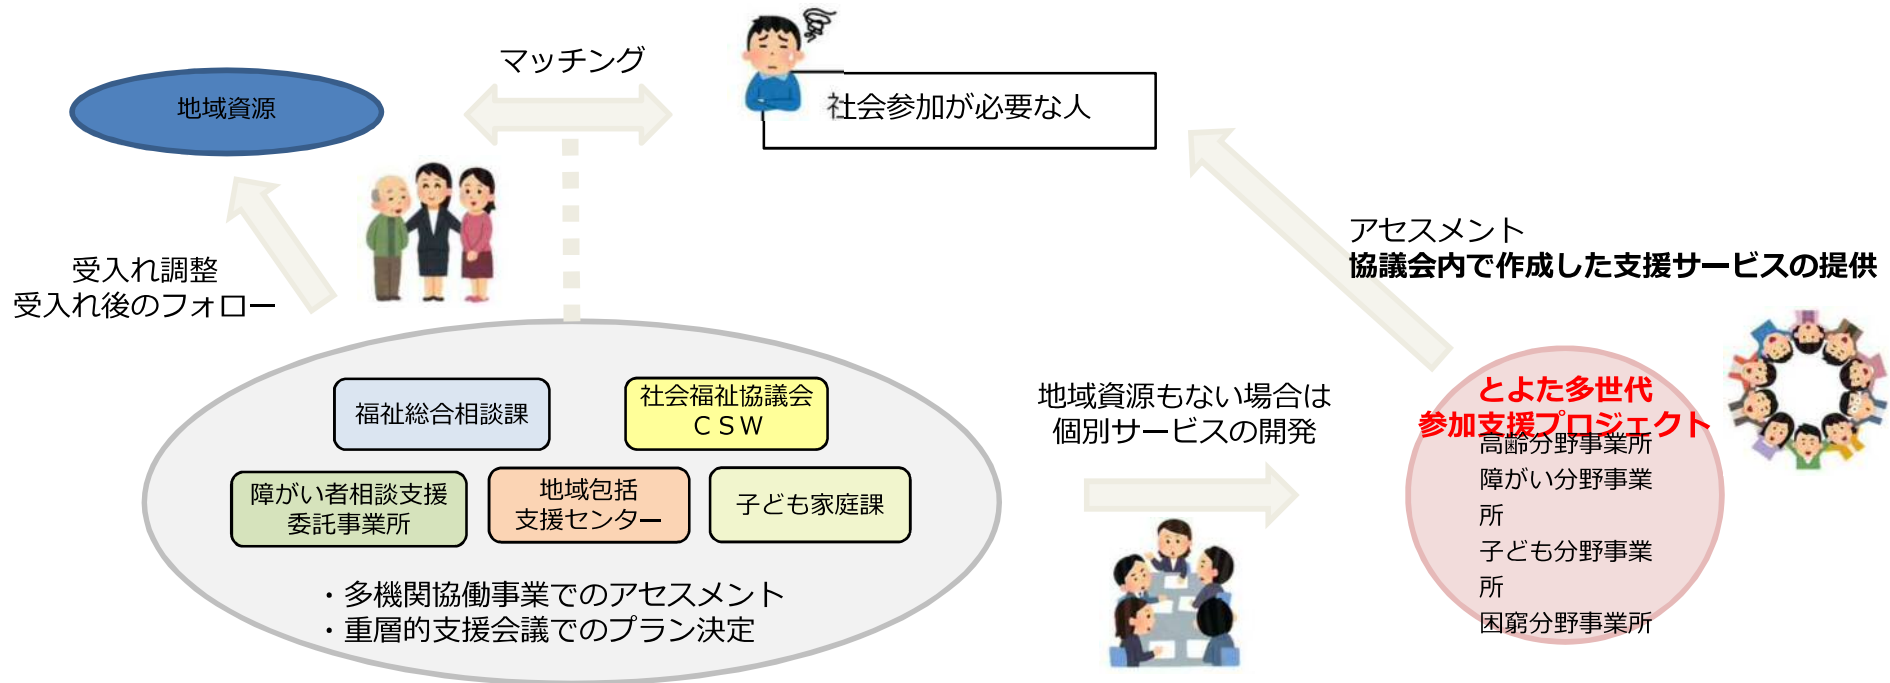 マッチング
地域資源
社会参加が必要な人
アセスメント
協議会内で作成した支援サービスの提供
受入れ調整
受入れ後のフォロー
福祉総合相談課
社会福祉協議会
ＣＳＷ
障がい者相談支援
委託事業所
地域包括
支援センター
子ども家庭課
・多機関協働事業でのアセスメント
・重層的支援会議でのプラン決定
地域資源もない場合は
個別サービスの開発
とよた多世代
参加支援プロジェクト
高齢分野事業所
障がい分野事業
所
子ども分野事業
所
困窮分野事業所